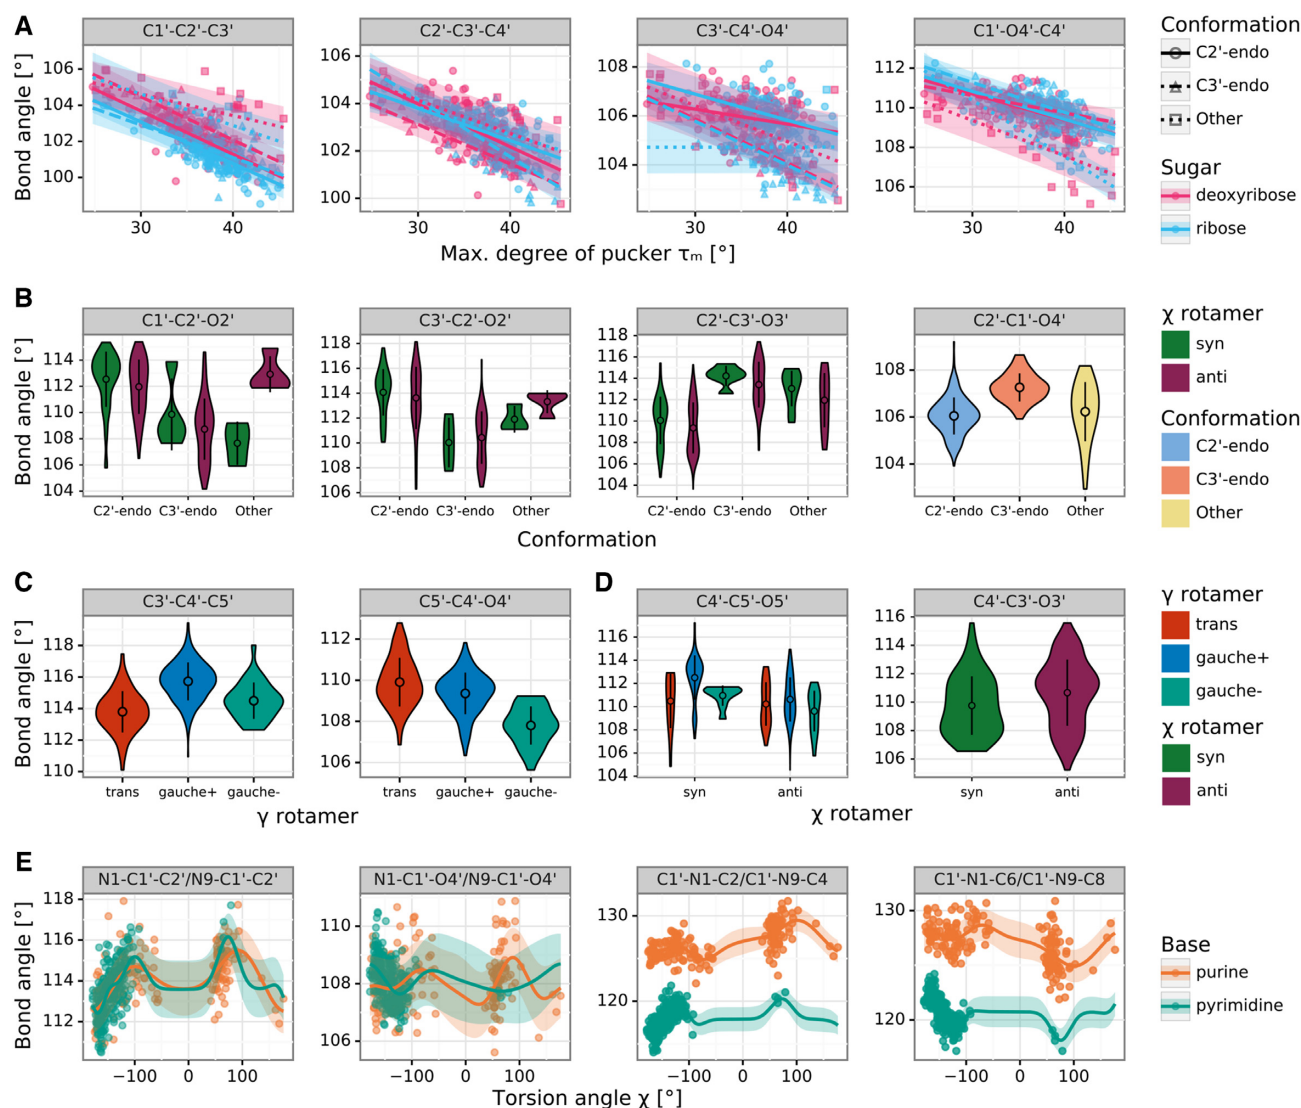 A
C1'-C2'-C3'
C2'-C3'-C4'
C3'-C4'-O4'
C1'-O4'-C4'
Bond angle [°]
106
104
102
100
30
40
106
104
102
100
30
40
108
106
104
30
40
112
110
108
106
30
40
Max. degree of pucker τₘ [°]
Conformation
C2'-endo
C3'-endo
Other
Sugar
deoxyribose
ribose
B
C1'-C2'-O2'
C3'-C2'-O2'
C2'-C3'-O3'
C2'-C1'-O4'
Bond angle [°]
114
112
110
108
106
104
C2'-endo
C3'-endo
Other
118
116
114
112
110
108
106
C2'-endo
C3'-endo
Other
118
116
114
112
110
108
106
104
C2'-endo
C3'-endo
Other
108
106
104
C2'-endo
C3'-endo
Other
Conformation
χ rotamer
syn
anti
Conformation
C2'-endo
C3'-endo
Other
C
C3'-C4'-C5'
C5'-C4'-O4'
Bond angle [°]
118
116
114
112
110
trans
gauche+
gauche-
112
110
108
106
trans
gauche+
gauche-
γ rotamer
D
C4'-C5'-O5'
C4'-C3'-O3'
116
114
112
110
108
106
104
syn
anti
116
114
112
110
108
106
syn
anti
χ rotamer
γ rotamer
trans
gauche+
gauche-
χ rotamer
syn
anti
E
N1-C1'-C2'/N9-C1'-C2'
N1-C1'-O4'/N9-C1'-O4'
C1'-N1-C2/C1'-N9-C4
C1'-N1-C6/C1'-N9-C8
Bond angle [°]
118
116
114
112
−100
0
100
110
108
106
−100
0
100
130
120
−100
0
100
130
120
−100
0
100
Torsion angle χ [°]
Base
purine
pyrimidine